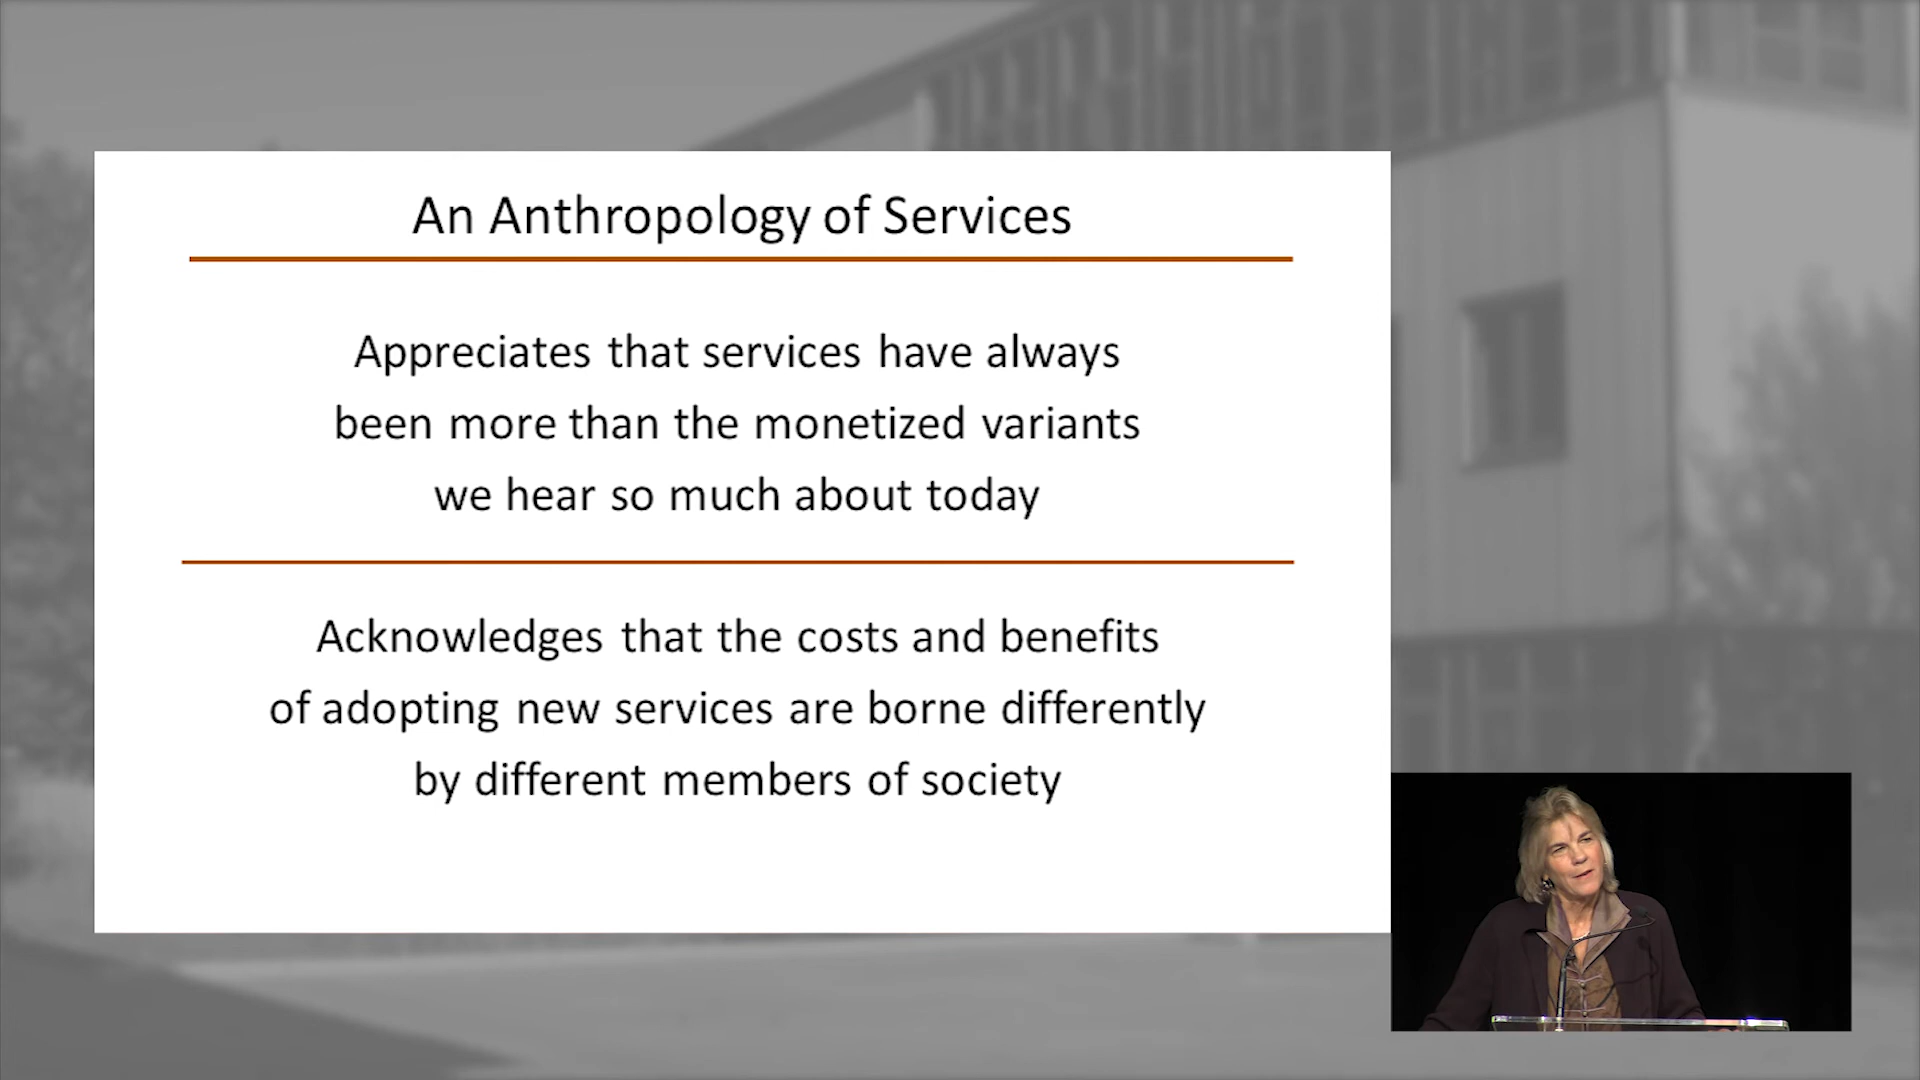 An Anthropology of Services
Appreciates that services have always
been more than the monetized variants
we hear so much about today
Acknowledges that the costs and benefits
of adopting new services are borne differently
by different members of society